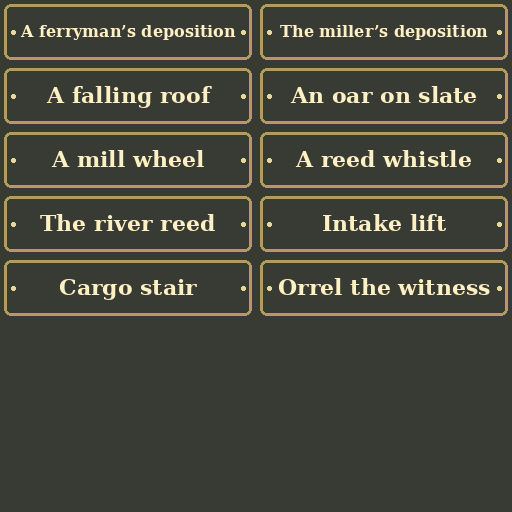 A ferryman’s deposition
The miller’s deposition
A falling roof
An oar on slate
A mill wheel
A reed whistle
The river reed
Intake lift
Cargo stair
Orrel the witness